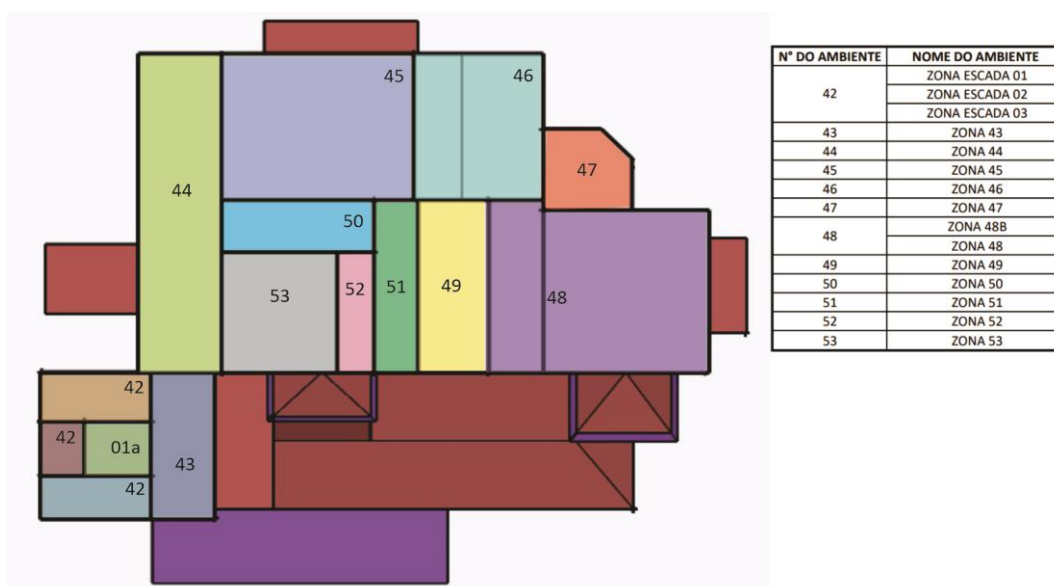 45
46
44
47
50
53
52
51
49
48
42
42
01a
43
42
N° DO AMBIENTE NOME DO AMBIENTE
42 ZONA ESCADA 01
ZONA ESCADA 02
ZONA ESCADA 03
43 ZONA 43
44 ZONA 44
45 ZONA 45
46 ZONA 46
47 ZONA 47
48 ZONA 48B
ZONA 48
49 ZONA 49
50 ZONA 50
51 ZONA 51
52 ZONA 52
53 ZONA 53